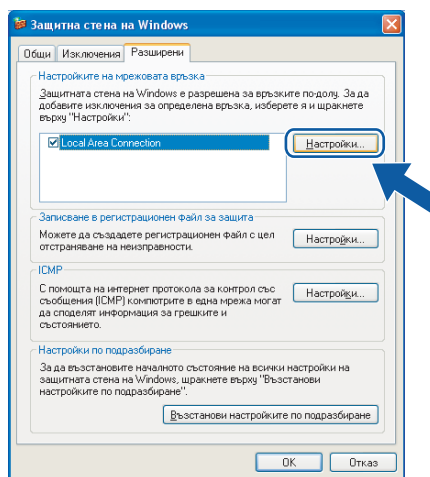 Защитна стена на Windows
Общи Изключения Разширени
Настройките на мрежовата връзка
Защитната стена на Windows е разрешена за връзките по-долу. За да
добавите изключения за определена връзка, изберете я и щракнете
върху "Настройки":
Local Area Connection
Настройки...
Записване в регистрационен файл за защита
Можете да създадете регистрационен файл с цел
отстраняване на неизправности.
Настройки...
ICMP
С помощта на интернет протокола за контрол със
съобщения (ICMP) компютрите в една мрежа могат
да споделят информация за грешките и
състоянието.
Настройки...
Настройки по подразбиране
За да възстановите началното състояние на всички настройки на
защитната стена на Windows, щракнете върху "Възстанови
настройките по подразбиране".
Възстанови настройките по подразбиране
OK Отказ